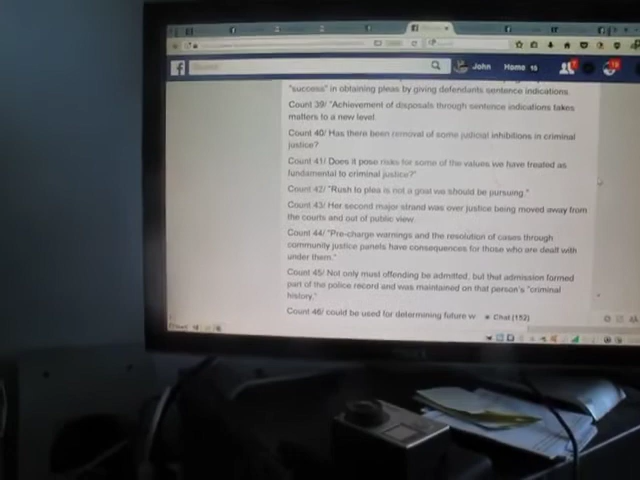 John Home 15
"success" in obtaining pleas by giving defendants sentence indications.
Count 39/ "Achievement of disposals through sentence indications takes
matters to a new level.
Count 40/ Has there been removal of some judicial inhibitions in criminal
justice?
Count 41/ Does it pose risks for some of the values we have treated as
fundamental to criminal justice?"
Count 42/ "Rush to plea is not a goal we should be pursuing."
Count 43/ Her second major strand was over justice being moved away from
the courts and out of public view.
Count 44/ "Pre-charge warnings and the resolution of cases through
community justice panels have consequences for those who are dealt with
under them."
Count 45/ Not only must offending be admitted, but that admission formed
part of the police record and was maintained on that person's "criminal
history."
Count 46/ could be used for determining future w
Chat (152)